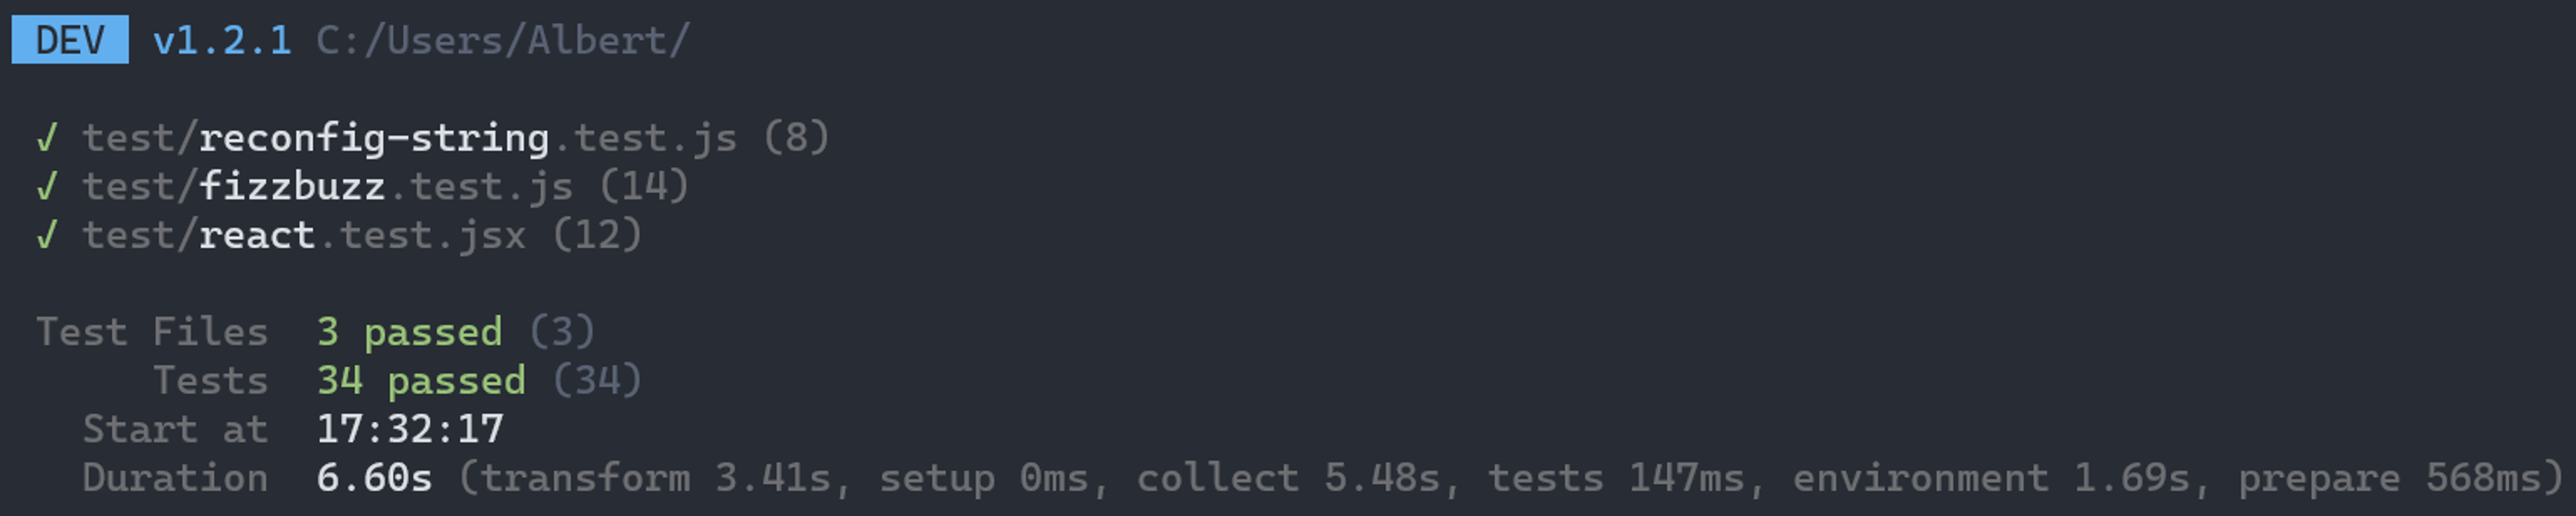 DEV v1.2.1 C:/Users/Albert/
✓ test/reconfig-string.test.js (8)
✓ test/fizzbuzz.test.js (14)
✓ test/react.test.jsx (12)
Test Files 3 passed (3)
Tests 34 passed (34)
Start at 17:32:17
Duration 6.60s (transform 3.41s, setup 0ms, collect 5.48s, tests 147ms, environment 1.69s, prepare 568ms)